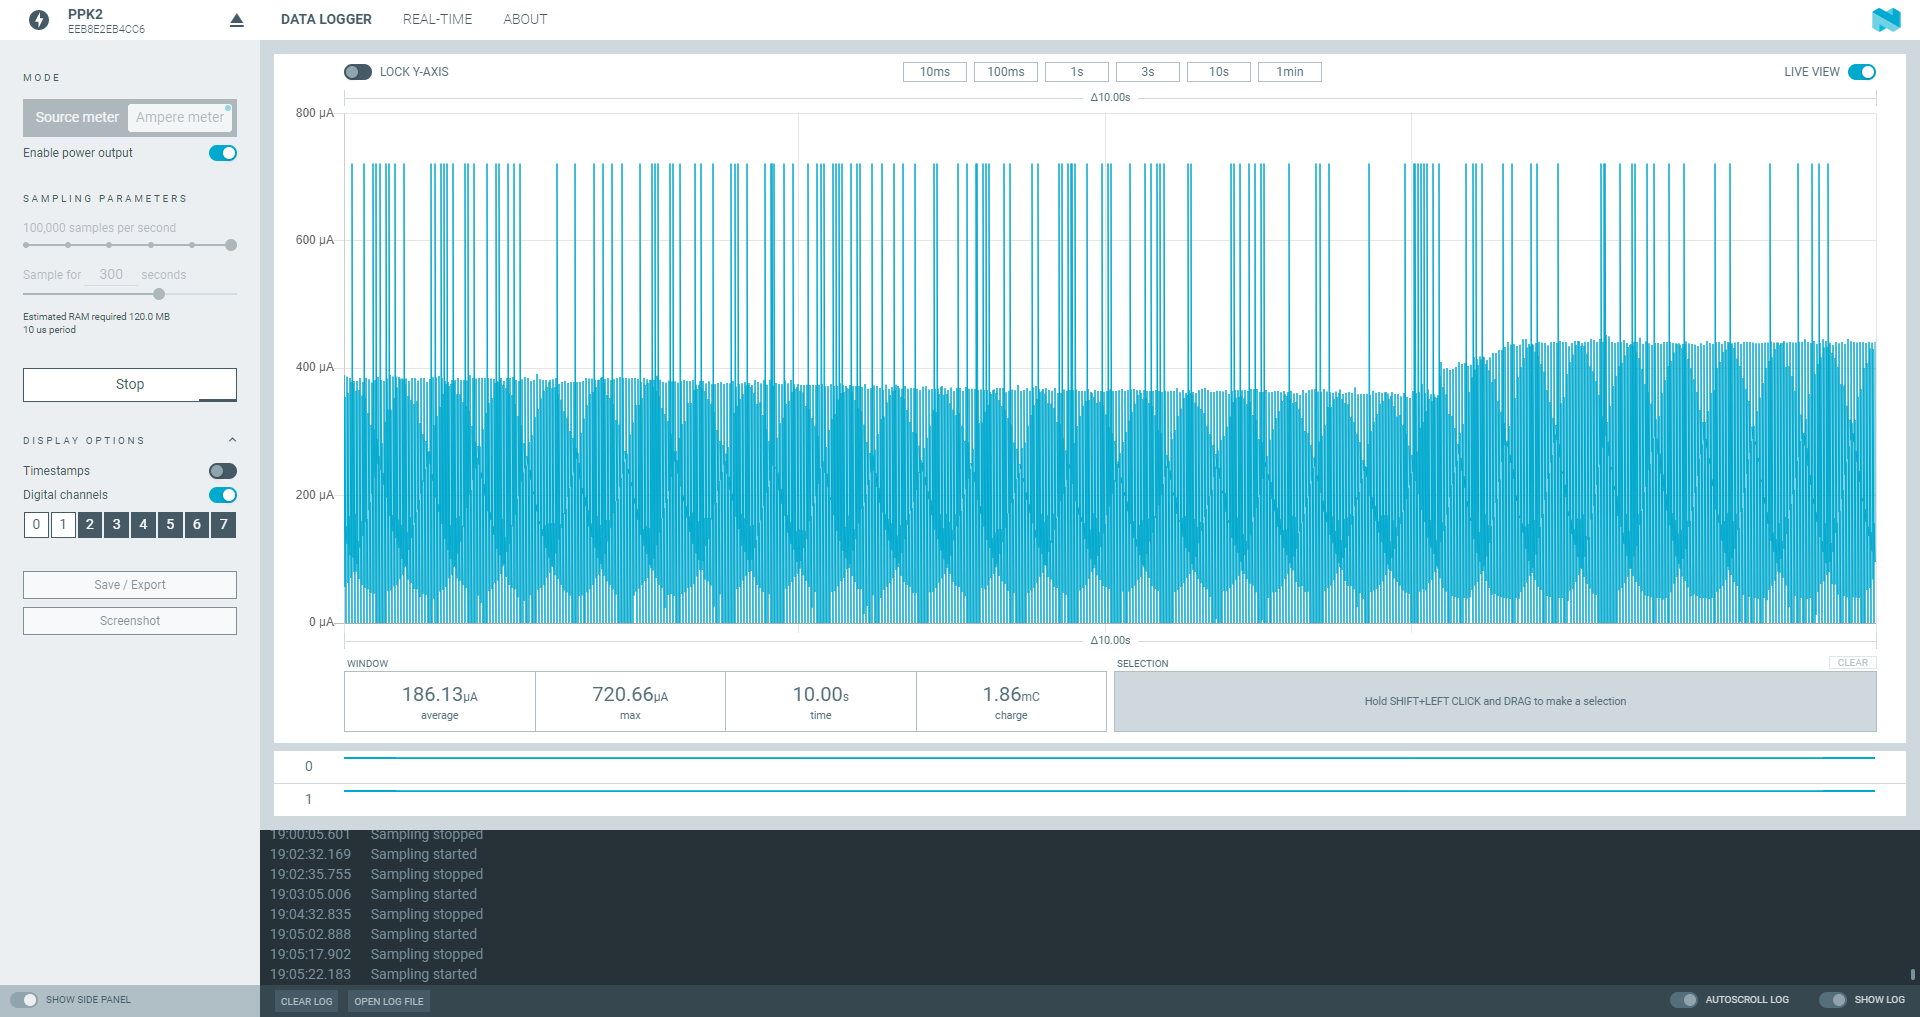 PPK2
EEB8E2EB4CC6
DATA LOGGER
REAL-TIME
ABOUT
MODE
Source meter
Ampere meter
Enable power output
SAMPLING PARAMETERS
100,000 samples per second
Sample for 300 seconds
Estimated RAM required 120.0 MB
10 us period
Stop
DISPLAY OPTIONS
Timestamps
Digital channels
0 1 2 3 4 5 6 7
Save / Export
Screenshot
SHOW SIDE PANEL
LOCK Y-AXIS
10ms
100ms
1s
3s
10s
1min
LIVE VIEW
Δ10.00s
800 µA
600 µA
400 µA
200 µA
0 µA
Δ10.00s
WINDOW
186.13µA
average
720.66µA
max
10.00s
time
1.86mC
charge
SELECTION
CLEAR
Hold SHIFT+LEFT CLICK and DRAG to make a selection
0
1
19:00:05.601 Sampling stopped
19:02:32.169 Sampling started
19:02:35.755 Sampling stopped
19:03:05.006 Sampling started
19:04:32.835 Sampling stopped
19:05:02.888 Sampling started
19:05:17.902 Sampling stopped
19:05:22.183 Sampling started
CLEAR LOG
OPEN LOG FILE
AUTOSCROLL LOG
SHOW LOG